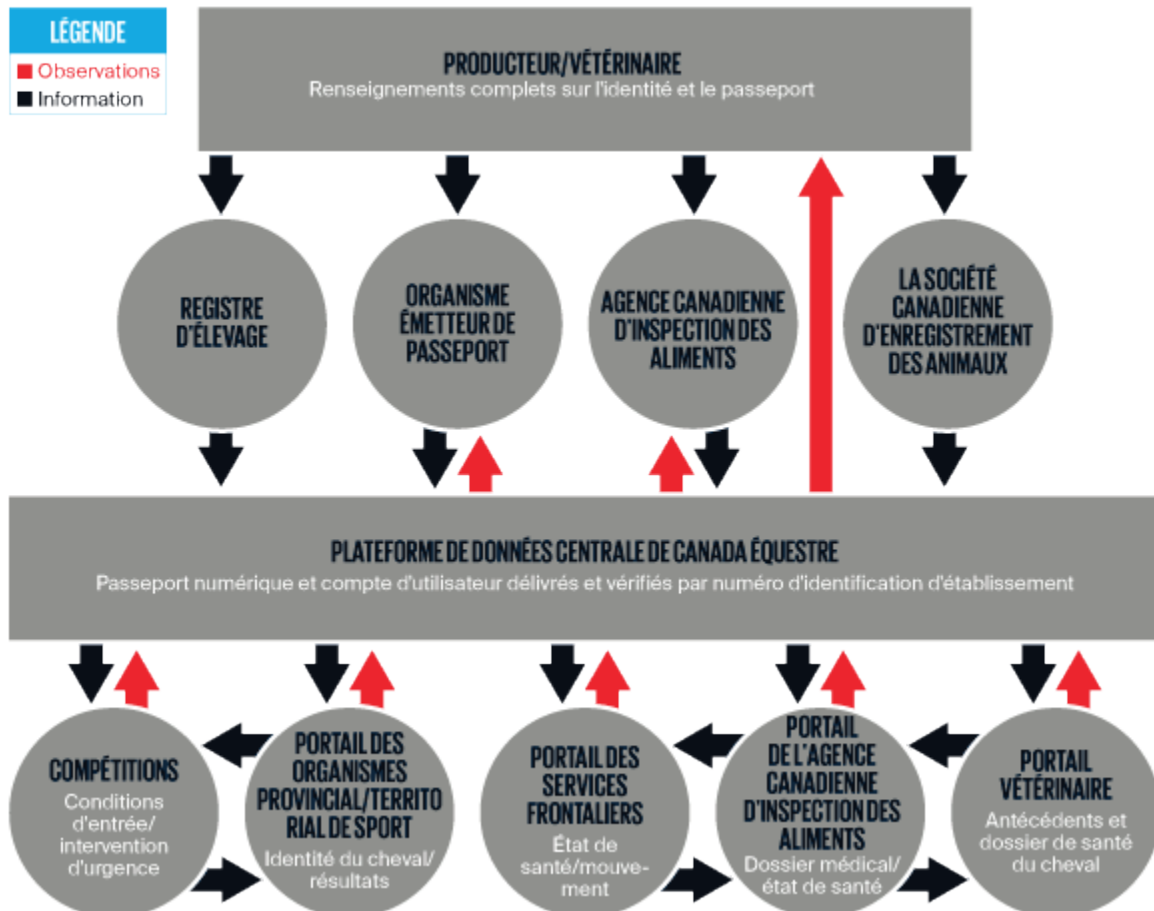 LÉGENDE
Observations
Information
PRODUCTEUR/VÉTÉRINAIRE
Renseignements complets sur l'identité et le passeport
REGISTRE
D'ÉLEVAGE
ORGANISME
ÉMETTEUR DE
PASSEPORT
AGENCE CANADIENNE
D'INSPECTION DES
ALIMENTS
LA SOCIÉTÉ
CANADIENNE
D'ENREGISTREMENT
DES ANIMAUX
PLATEFORME DE DONNÉES CENTRALE DE CANADA ÉQUESTRE
Passeport numérique et compte d'utilisateur délivrés et vérifiés par numéro d'identification d'établissement
COMPÉTITIONS
Conditions
d'entrée/
intervention
d'urgence
PORTAIL DES
ORGANISMES
PROVINCIAL/TERRITO
RIAL DE SPORT
Identité du cheval/
résultats
PORTAIL DES
SERVICES
FRONTALIERS
État de
santé/mouve-
ment
PORTAIL
DE L'AGENCE
CANADIENNE
D'INSPECTION DES
ALIMENTS
Dossier médical/
état de santé
PORTAIL
VÉTÉRINAIRE
Antécédents et
dossier de santé
du cheval